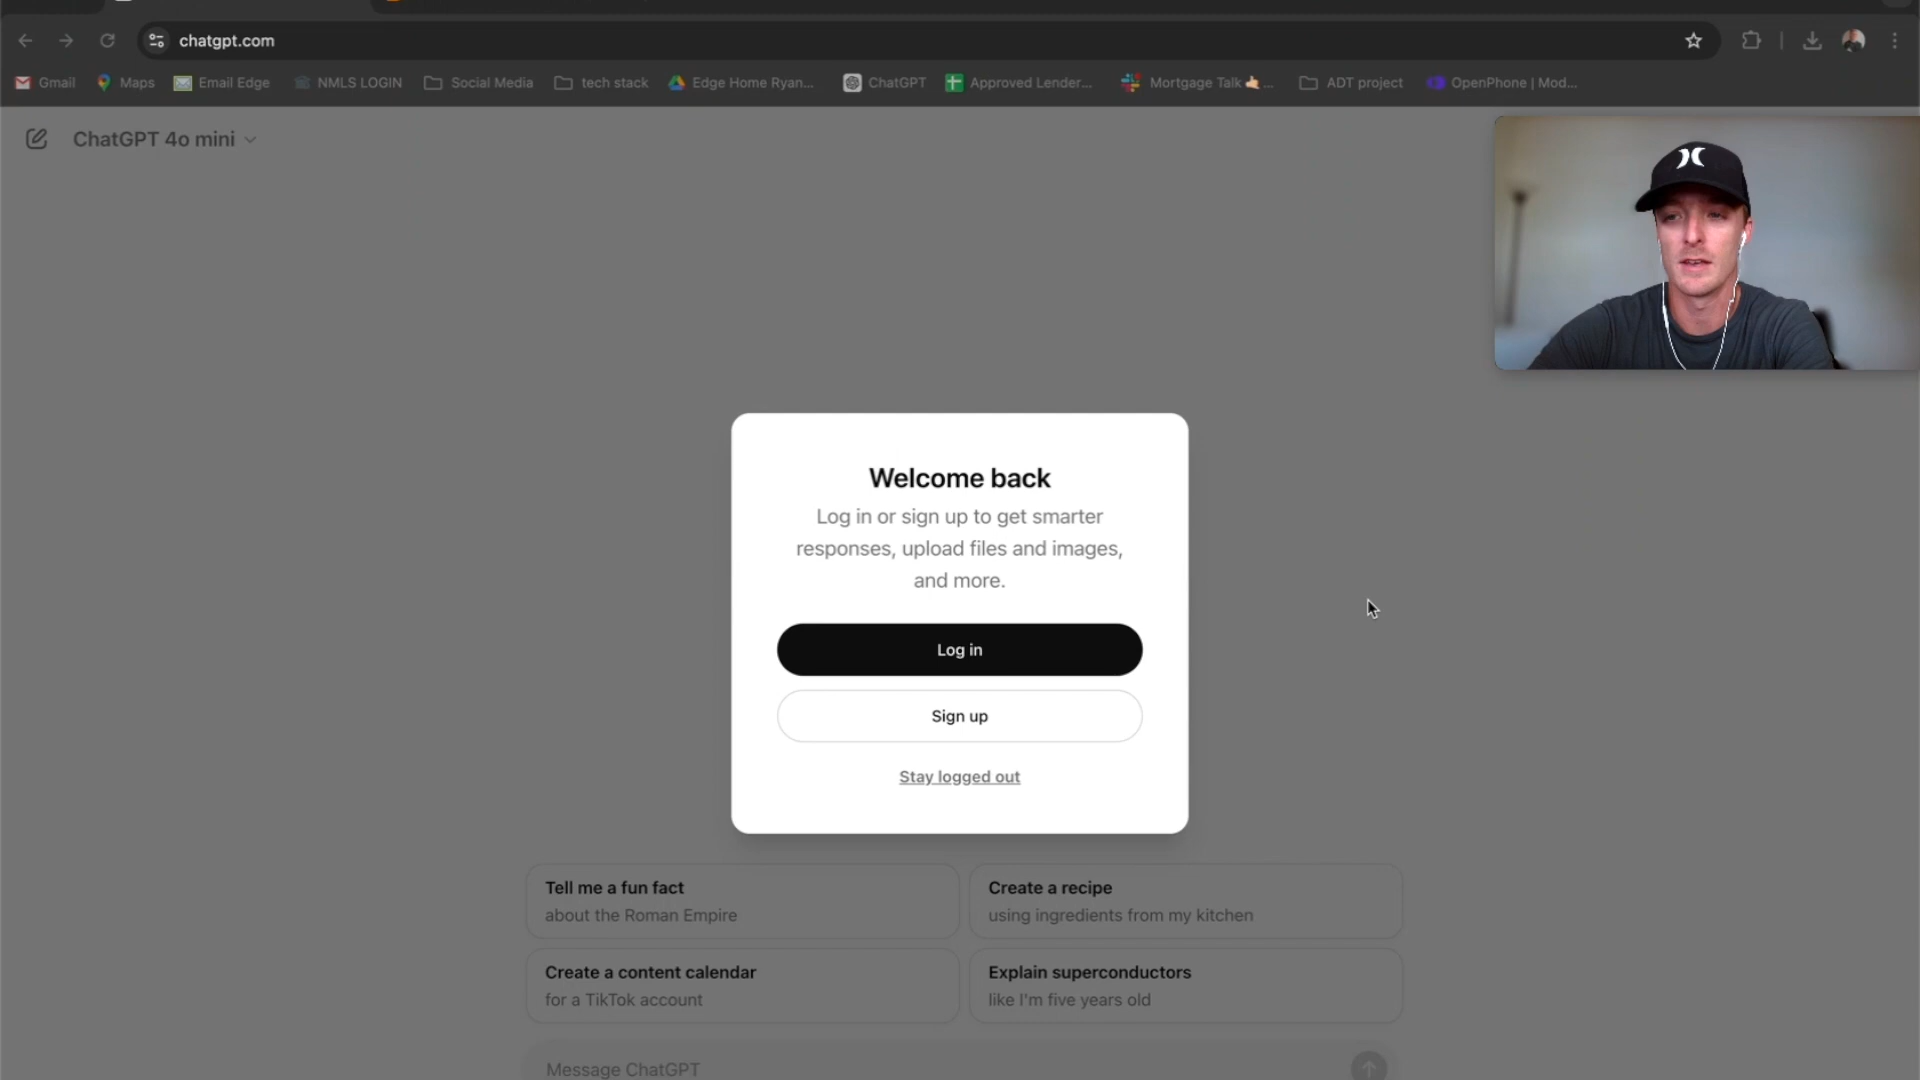 chatgpt.com
Gmail
Maps
Email Edge
NMLS LOGIN
Social Media
tech stack
Edge Home Ryan...
ChatGPT
Approved Lender...
Mortgage Talk🤙🏻...
ADT project
OpenPhone | Mod...
ChatGPT 4o mini
Welcome back
Log in or sign up to get smarter
responses, upload files and images,
and more.
Log in
Sign up
Stay logged out
Tell me a fun fact
about the Roman Empire
Create a recipe
using ingredients from my kitchen
Create a content calendar
for a TikTok account
Explain superconductors
like I'm five years old
Message ChatGPT